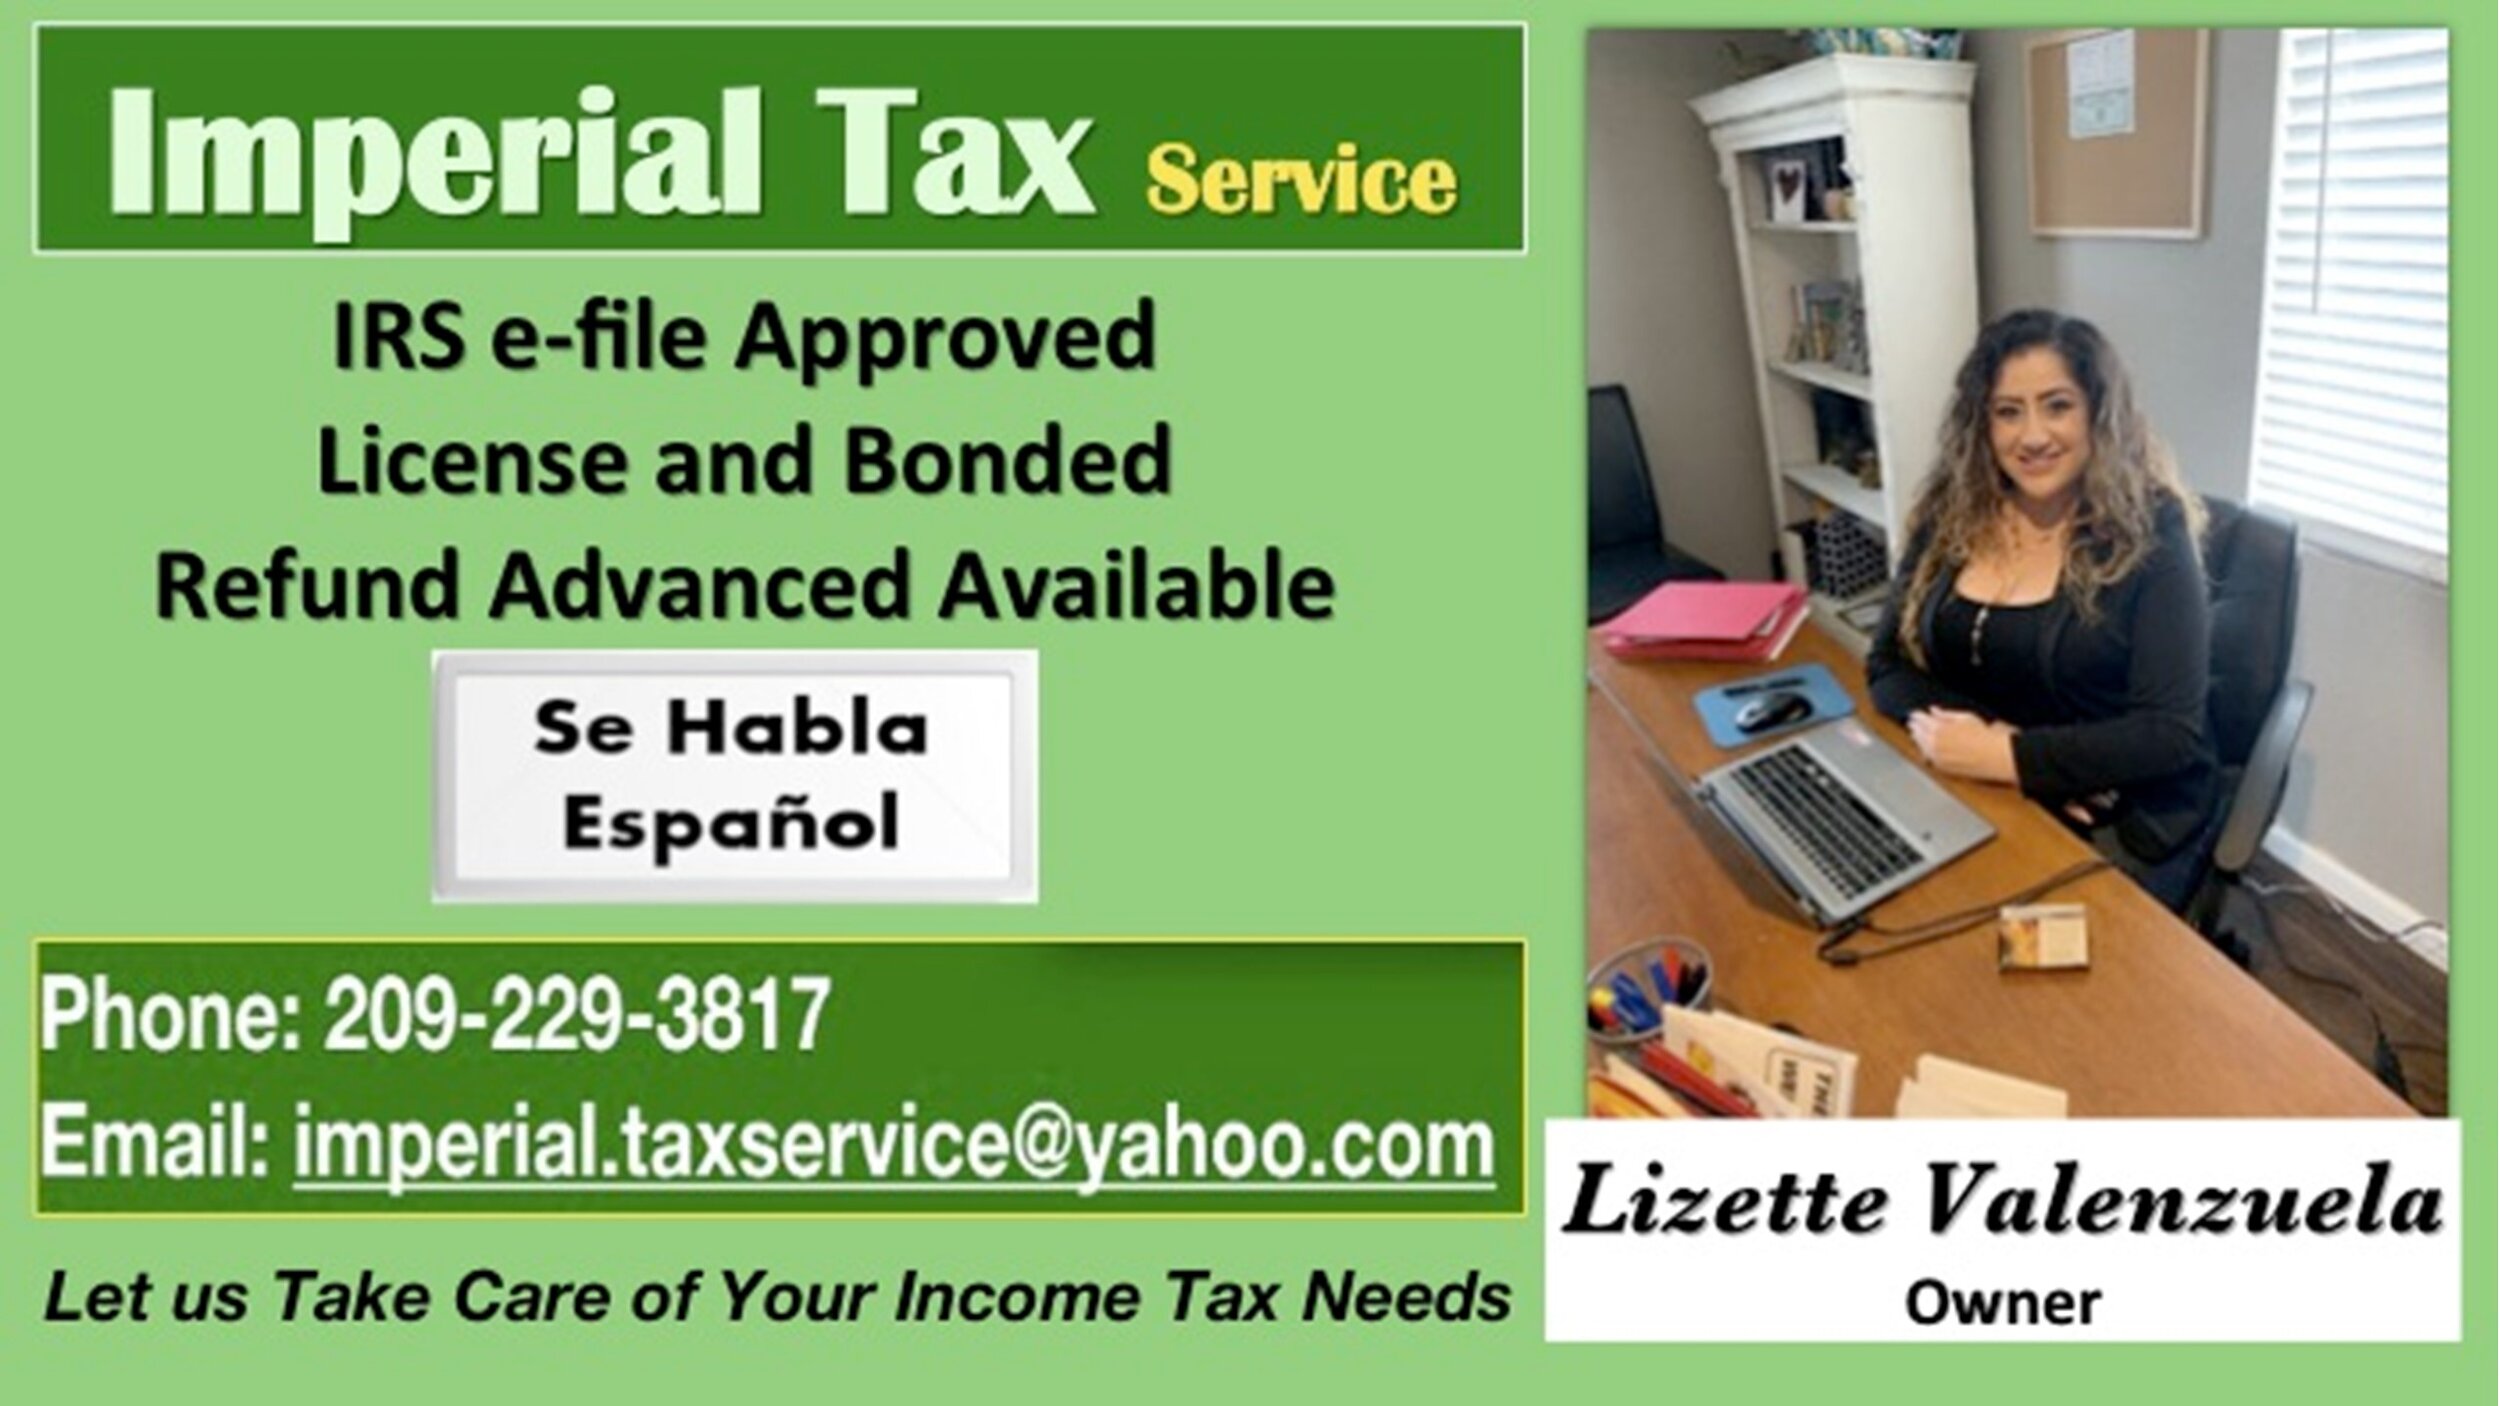 Imperial Tax Service
IRS e-file Approved
License and Bonded
Refund Advanced Available
Se Habla
Español
Phone: 209-229-3817
Email: imperial.taxservice@yahoo.com
Let us Take Care of Your Income Tax Needs
Lizette Valenzuela
Owner